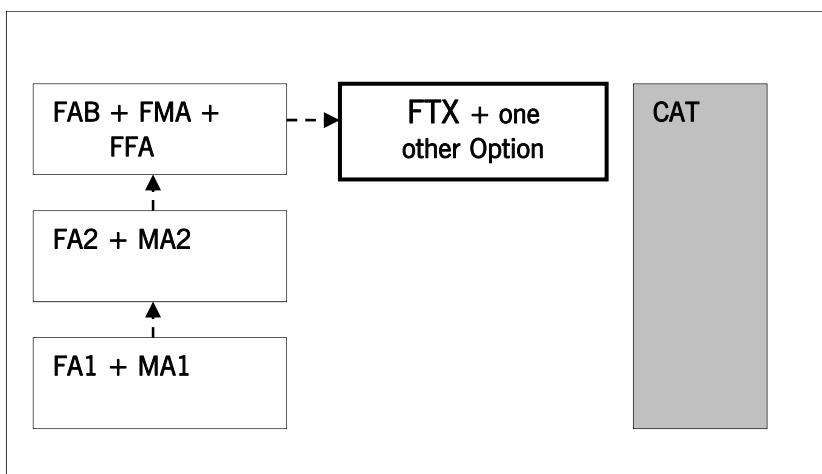 FAB + FMA +
FFA
FTX + one
other Option
CAT
FA2 + MA2
FA1 + MA1